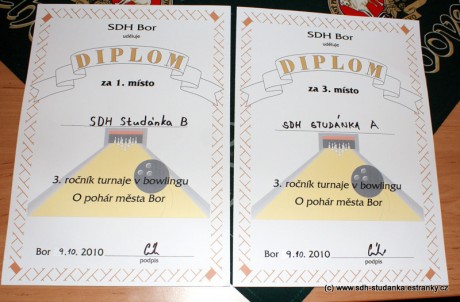 SDH Bor
uděluje
DIPLOM
za 1. místo
SDH Studánka B
3. ročník turnaje v bowlingu
O pohár města Bor
Bor 9.10.2010
podpis
SDH Bor
uděluje
DIPLOM
za 3. místo
SDH STUDÁNKA A
3. ročník turnaje v bowlingu
O pohár města Bor
Bor 9.10.2010
podpis
(c) www.sdh-studanka.estranky.cz